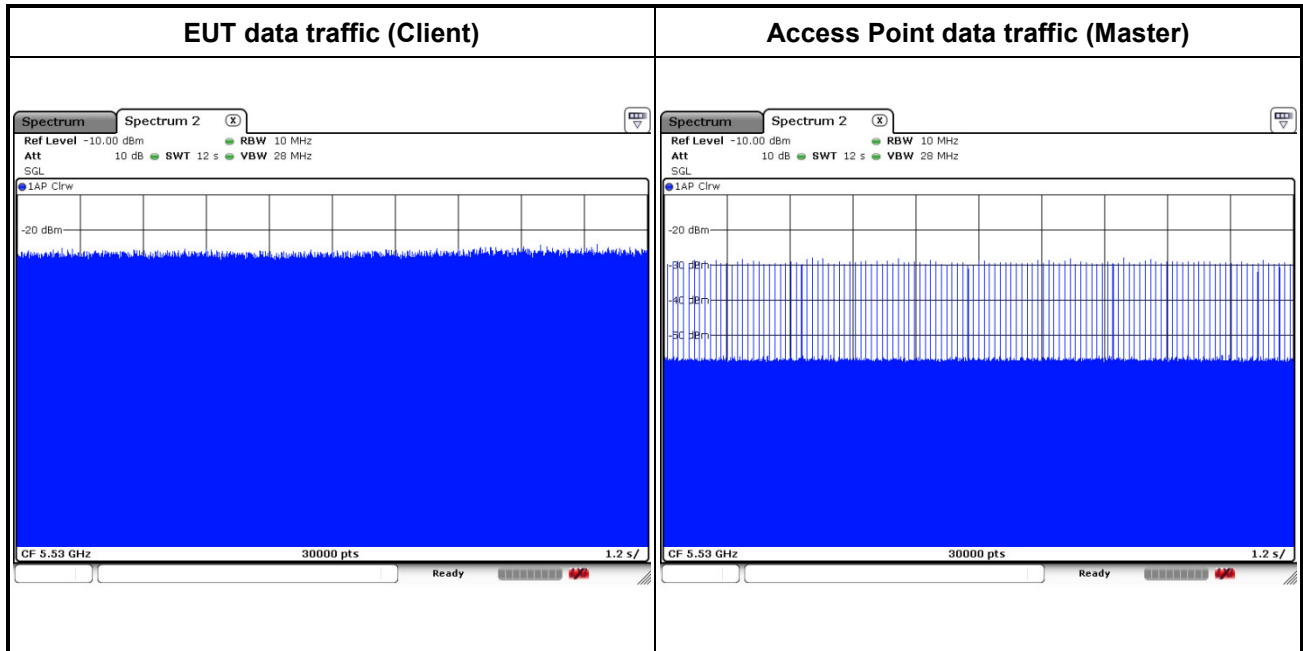 EUT data traffic (Client)
Access Point data traffic (Master)
Spectrum
Spectrum 2
Ref Level -10.00 dBm RBW 10 MHz
Att 10 dB SWT 12 s VBW 28 MHz
SGL
1AP Clrw
-20 dBm
CF 5.53 GHz 30000 pts 1.2 s/
Ready
Spectrum
Spectrum 2
Ref Level -10.00 dBm RBW 10 MHz
Att 10 dB SWT 12 s VBW 28 MHz
SGL
1AP Clrw
-20 dBm
-30 dBm
-40 dBm
-50 dBm
CF 5.53 GHz 30000 pts 1.2 s/
Ready